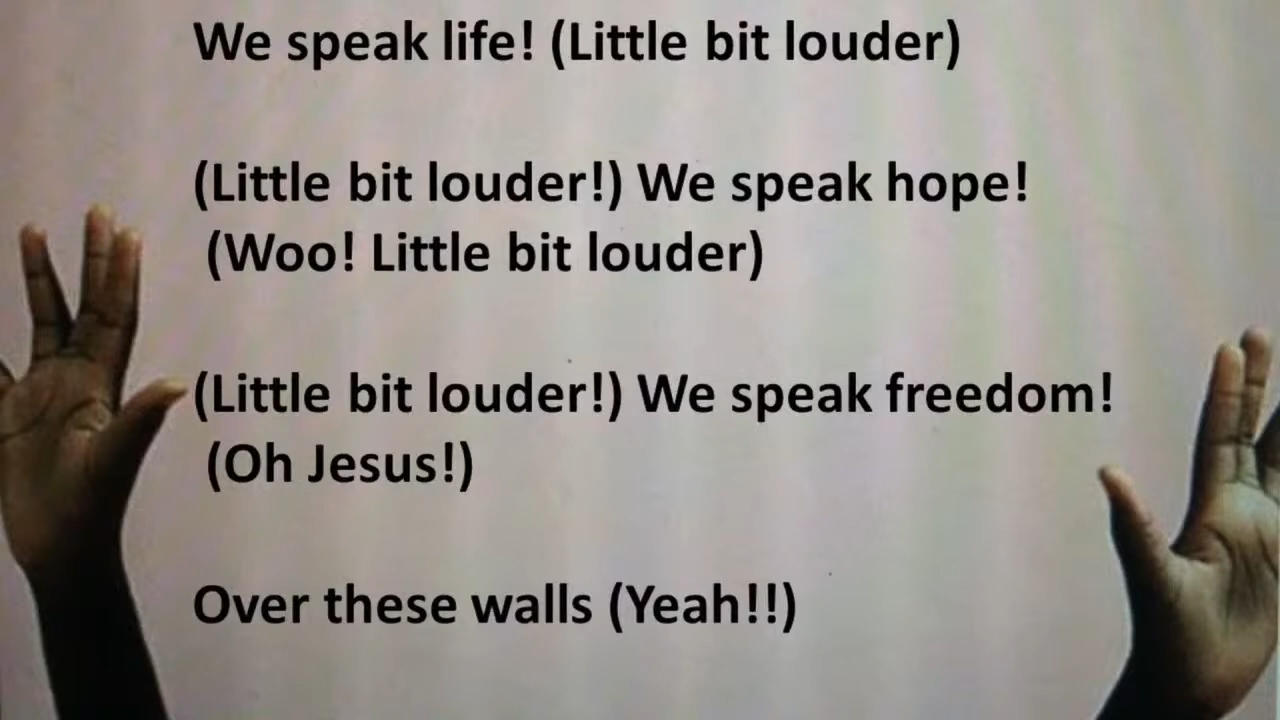 We speak life! (Little bit louder)
(Little bit louder!) We speak hope!
(Woo! Little bit louder)
(Little bit louder!) We speak freedom!
(Oh Jesus!)
Over these walls (Yeah!!)